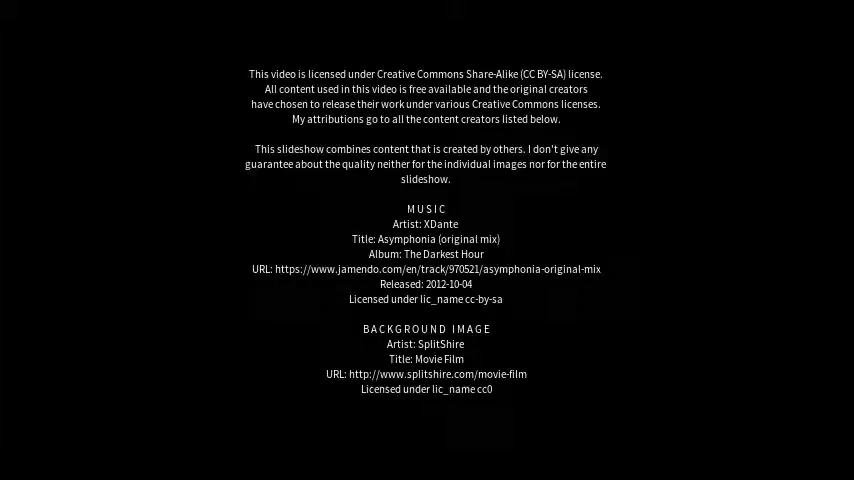 This video is licensed under Creative Commons Share-Alike (CC BY-SA) license.
All content used in this video is free available and the original creators
have chosen to release their work under various Creative Commons licenses.
My attributions go to all the content creators listed below.
This slideshow combines content that is created by others. I don't give any
guarantee about the quality neither for the individual images nor for the entire
slideshow.
MUSIC
Artist: XDante
Title: Asymphonia (original mix)
Album: The Darkest Hour
URL: https://www.jamendo.com/en/track/970521/asymphonia-original-mix
Released: 2012-10-04
Licensed under lic_name cc-by-sa
BACKGROUND IMAGE
Artist: SplitShire
Title: Movie Film
URL: http://www.splitshire.com/movie-film
Licensed under lic_name cc0